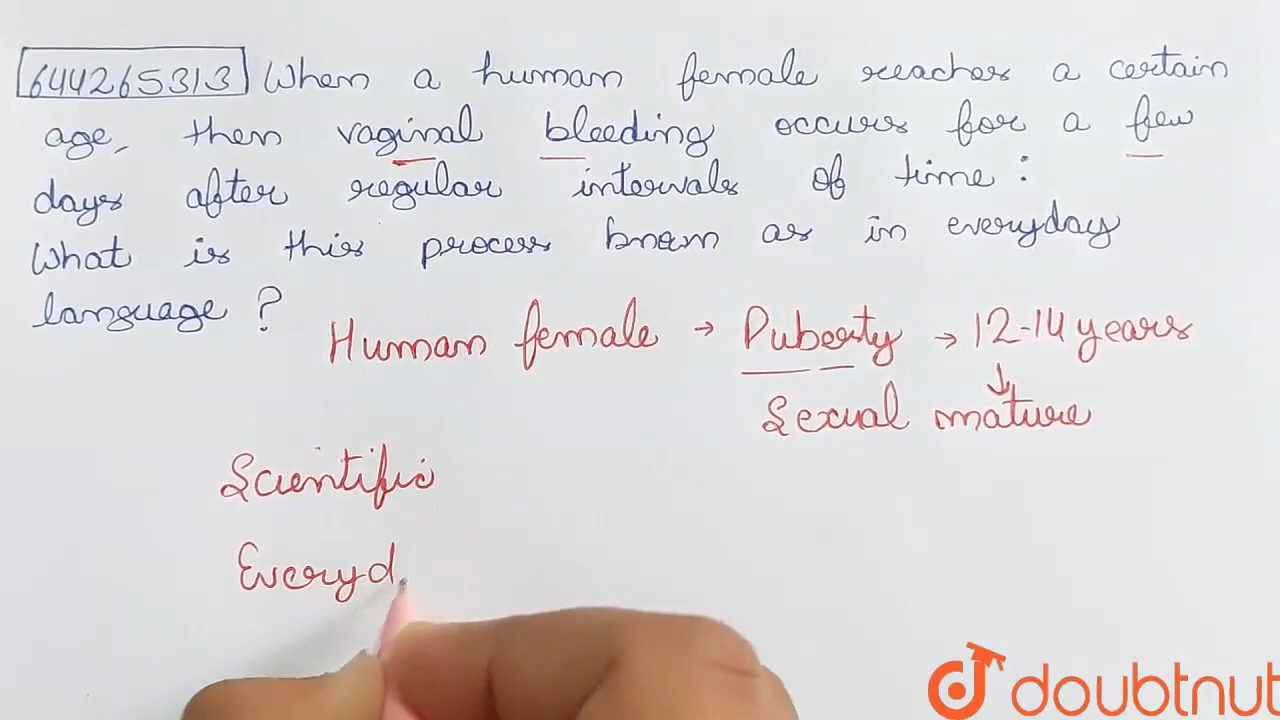 644265313 When a human female reaches a certain
age, then vaginal bleeding occurs for a few
days after regular intervals of time :
What is this process known as in everyday
language ?
Human female → Puberty → 12-14 years
↓
Sexual mature
Scientific
Everyd
doubtnut